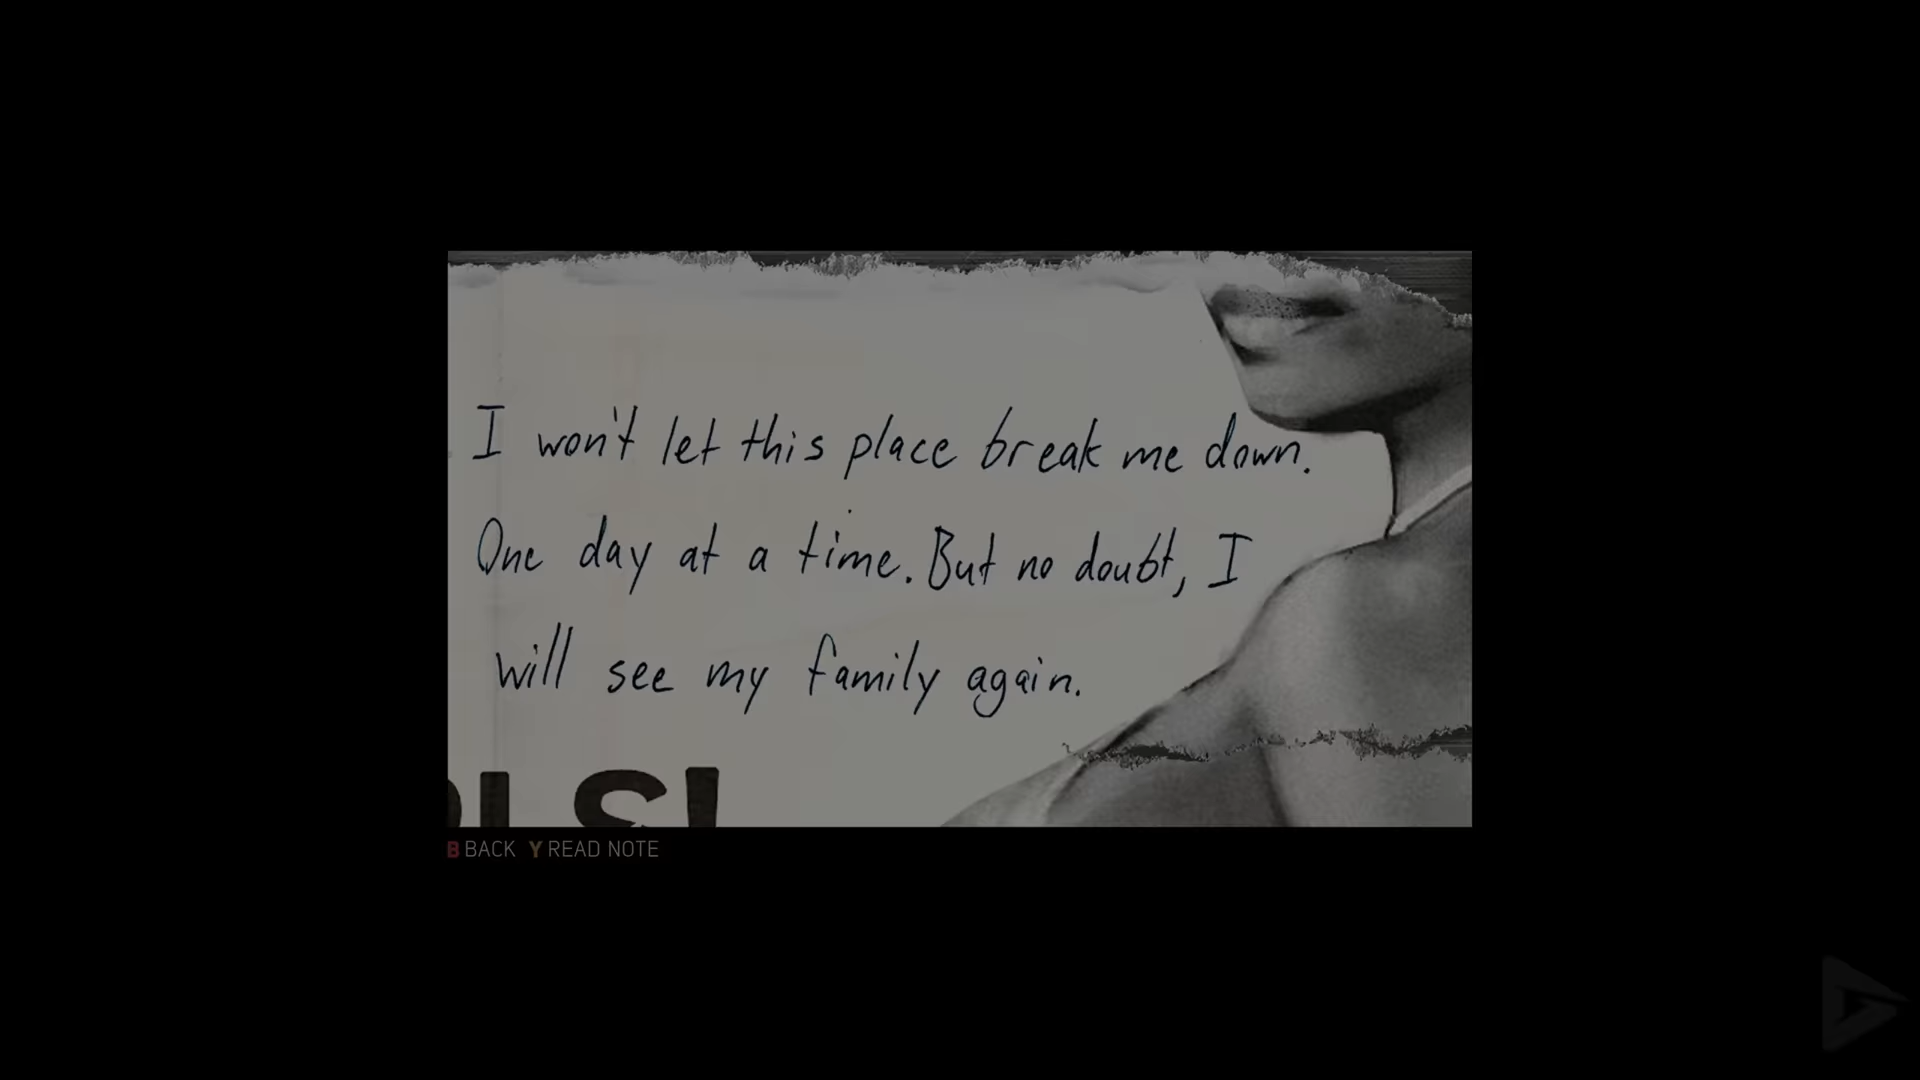 I won't let this place break me down.
One day at a time. But no doubt, I
will see my family again.
LS!
B BACK Y READ NOTE